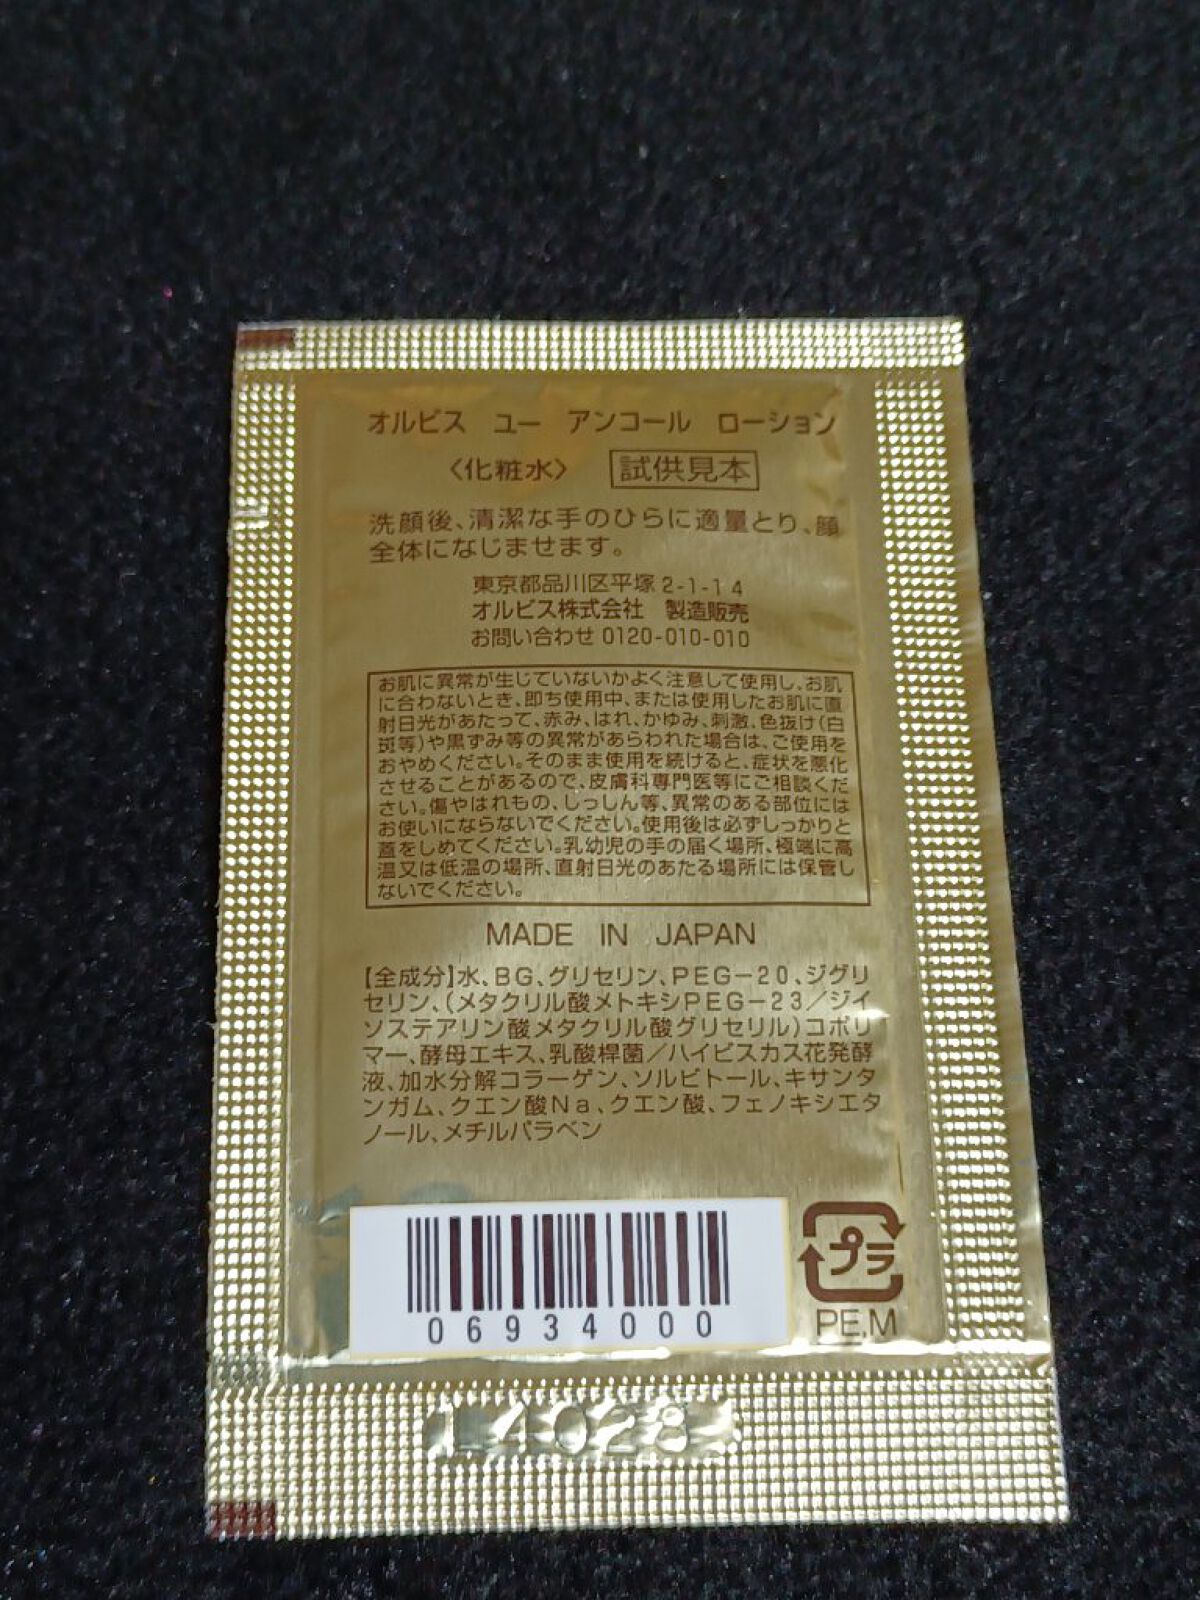 オルビス ユー アンコール ローション
〈化粧水〉 試供見本
洗顔後、清潔な手のひらに適量とり、顔
全体になじませます。
東京都品川区平塚2-1-14
オルビス株式会社 製造販売
お問い合わせ0120-010-010
お肌に異常が生じていないかよく注意して使用し、お肌
に合わないとき、即ち使用中、または使用したお肌に直
射日光があたって、赤み、はれ、かゆみ、刺激、色抜け(白
斑等)や黒ずみ等の異常があらわれた場合は、ご使用を
おやめください。そのまま使用を続けると、症状を悪化
させることがあるので、皮膚科専門医等にご相談くだ
さい。傷やはれもの、しっしん等、異常のある部位には
お使いにならないでください。使用後は必ずしっかりと
蓋をしめてください。乳幼児の手の届く場所、極端に高
温又は低温の場所、直射日光のあたる場所には保管し
ないでください。
MADE IN JAPAN
【全成分】水、BG、グリセリン、PEG－20、ジグリ
セリン、(メタクリル酸メトキシPEG－23／ジイ
ソステアリン酸メタクリル酸グリセリル)コポリ
マー、酵母エキス、乳酸桿菌／ハイビスカス花発酵
液、加水分解コラーゲン、ソルビトール、キサンタ
ンガム、クエン酸Na、クエン酸、フェノキシエタ
ノール、メチルパラベン
06934000
プラ
PE,M